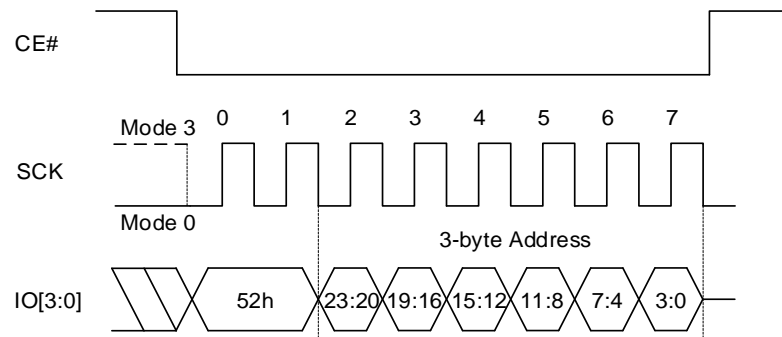 CE#
0 1 2 3 4 5 6 7
Mode 3
SCK
Mode 0
3-byte Address
IO[3:0] 52h 23:20 19:16 15:12 11:8 7:4 3:0